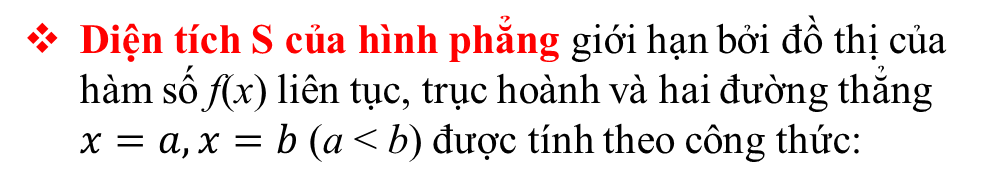 ❖ Diện tích S của hình phẳng giới hạn bởi đồ thị của
hàm số f(x) liên tục, trục hoành và hai đường thẳng
x = a, x = b (a < b) được tính theo công thức: